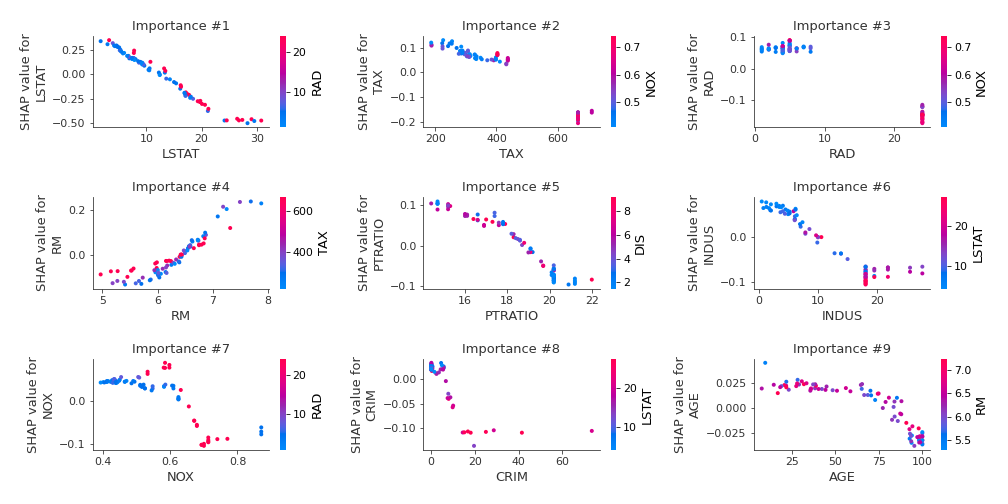 Importance #1
SHAP value for
LSTAT
0.25
0.00
−0.25
−0.50
10
20
30
LSTAT
20
10
RAD
Importance #2
SHAP value for
TAX
0.1
0.0
−0.1
−0.2
200
400
600
TAX
0.7
0.6
0.5
NOX
Importance #3
SHAP value for
RAD
0.1
0.0
−0.1
0
10
20
RAD
0.7
0.6
0.5
NOX
Importance #4
SHAP value for
RM
0.2
0.0
5
6
7
8
RM
600
400
TAX
Importance #5
SHAP value for
PTRATIO
0.1
0.0
−0.1
16
18
20
22
PTRATIO
8
6
4
2
DIS
Importance #6
SHAP value for
INDUS
0.0
−0.1
0
10
20
INDUS
20
10
LSTAT
Importance #7
SHAP value for
NOX
0.0
−0.1
0.4
0.6
0.8
NOX
20
10
RAD
Importance #8
SHAP value for
CRIM
0.00
−0.05
−0.10
0
20
40
60
CRIM
20
10
LSTAT
Importance #9
SHAP value for
AGE
0.025
0.000
−0.025
25
50
75
100
AGE
7.0
6.5
6.0
5.5
RM